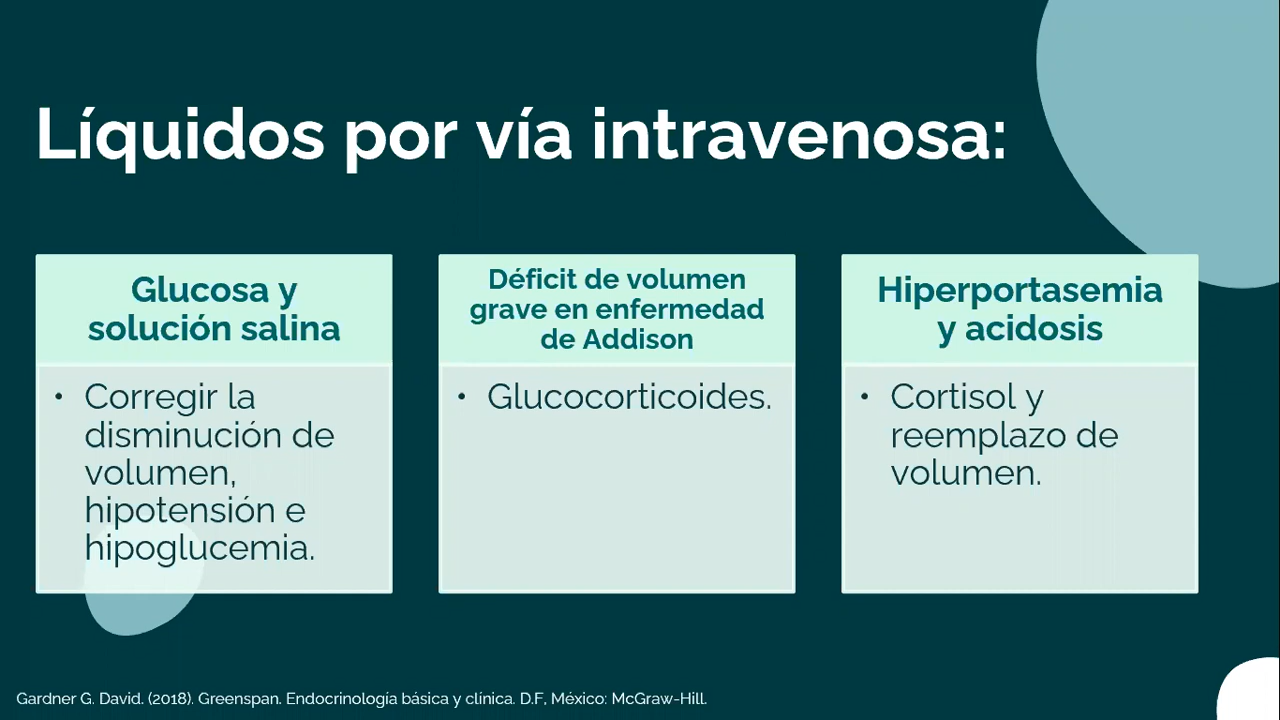 Líquidos por vía intravenosa:
Glucosa y
solución salina
• Corregir la
disminución de
volumen,
hipotensión e
hipoglucemia.
Déficit de volumen
grave en enfermedad
de Addison
• Glucocorticoides.
Hiperportasemia
y acidosis
• Cortisol y
reemplazo de
volumen.
Gardner G. David. (2018). Greenspan. Endocrinología básica y clínica. D.F, México: McGraw-Hill.